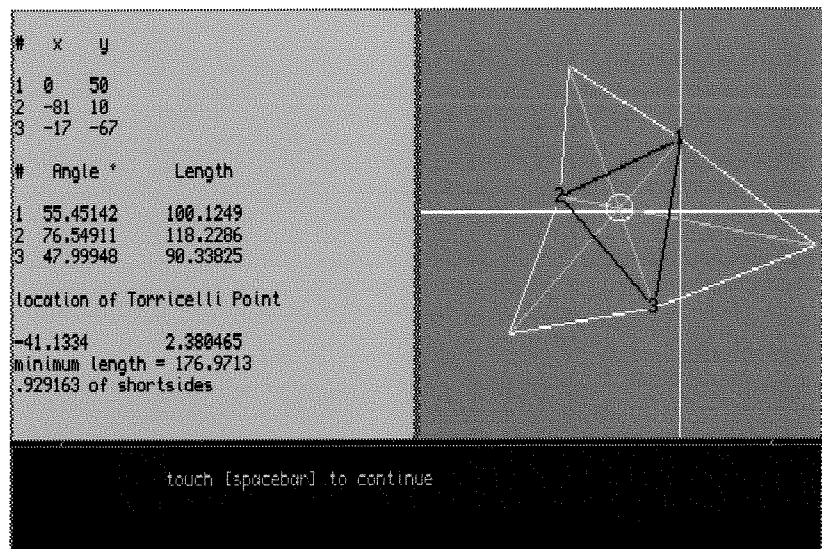 # x y
1 0 50
2 -81 10
3 -17 -67
# Angle ° Length
1 55.45142 100.1249
2 76.54911 118.2286
3 47.99948 90.33825
location of Torricelli Point
-41.1334 2.380465
minimum length = 176.9713
.929163 of shortsides
1
2
3
touch [spacebar] to continue